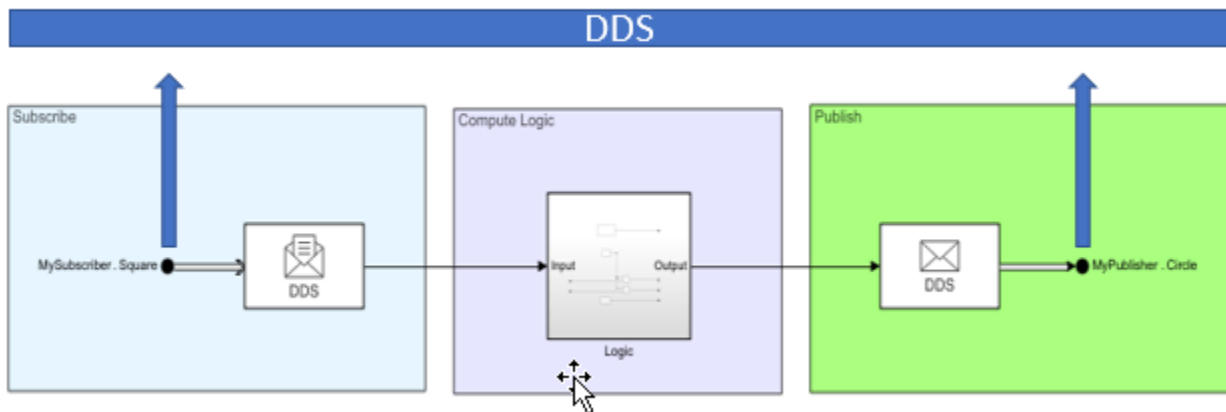 DDS
Subscribe
Compute Logic
Publish
MySubscriber . Square
DDS
Input
Output
DDS
MyPublisher . Circle
Logic